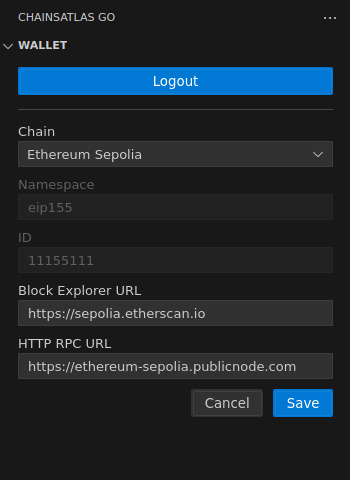 CHAINSATLAS GO
WALLET
Logout
Chain
Ethereum Sepolia
Namespace
eip155
ID
11155111
Block Explorer URL
https://sepolia.etherscan.io
HTTP RPC URL
https://ethereum-sepolia.publicnode.com
Cancel Save